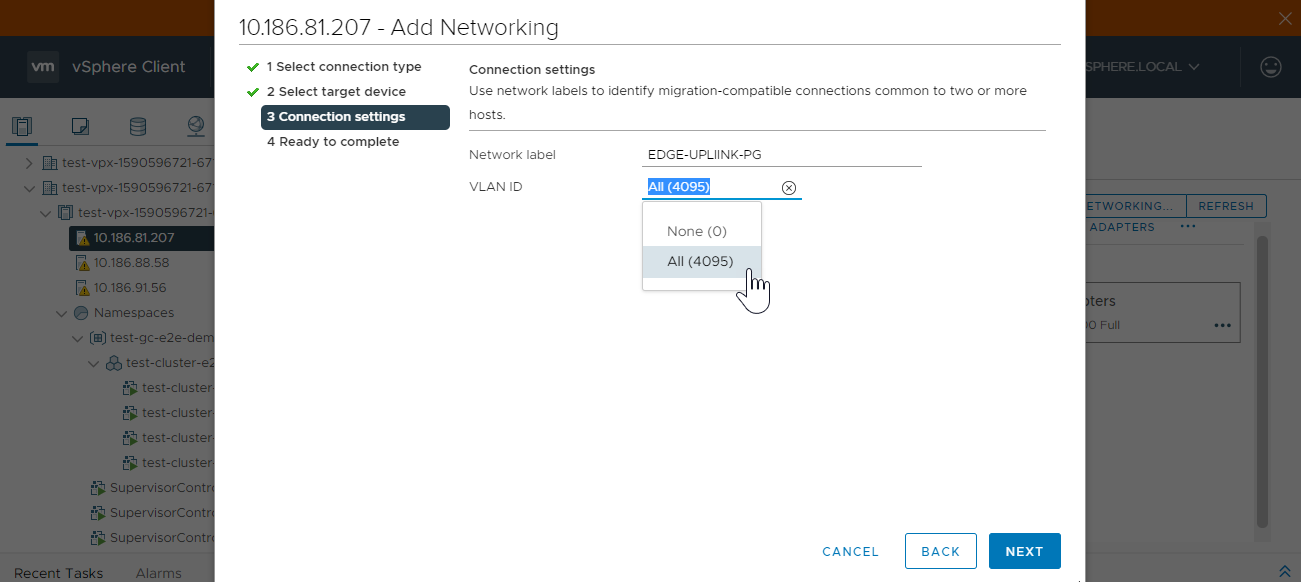 10.186.81.207 - Add Networking
vm vSphere Client
SPHERE.LOCAL
1 Select connection type
2 Select target device
3 Connection settings
4 Ready to complete
Connection settings
Use network labels to identify migration-compatible connections common to two or more
hosts.
Network label EDGE-UPLIINK-PG
VLAN ID All (4095)
None (0)
All (4095)
CANCEL BACK NEXT
test-vpx-1590596721-67
test-vpx-1590596721-67
test-vpx-1590596721-
10.186.81.207
10.186.88.58
10.186.91.56
Namespaces
test-gc-e2e-dem
test-cluster-e2
test-cluster-
test-cluster-
test-cluster-
test-cluster-
SupervisorContro
SupervisorContro
SupervisorContro
ETWORKING... REFRESH
ADAPTERS ...
pters
00 Full ...
Recent Tasks Alarms